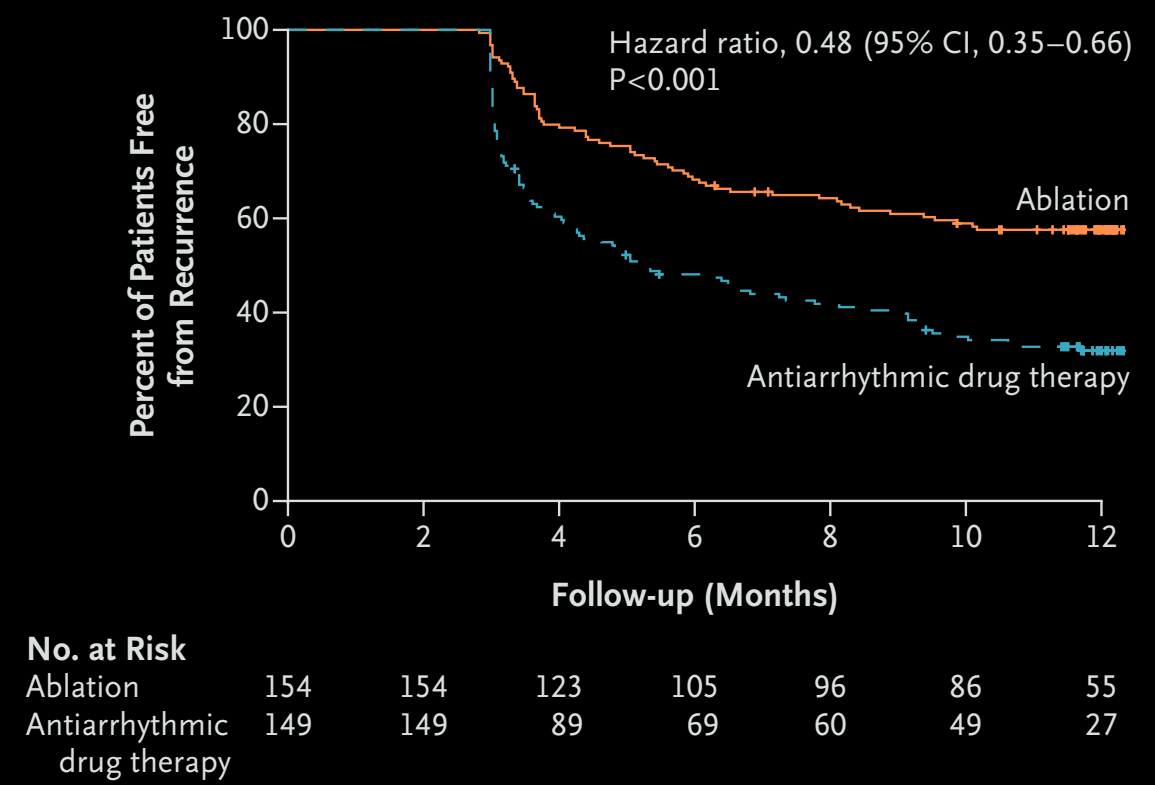 Percent of Patients Free
from Recurrence
100
80
60
40
20
0
Hazard ratio, 0.48 (95% CI, 0.35–0.66)
P<0.001
Ablation
Antiarrhythmic drug therapy
0 2 4 6 8 10 12
Follow-up (Months)
No. at Risk
Ablation 154 154 123 105 96 86 55
Antiarrhythmic 149 149 89 69 60 49 27
drug therapy